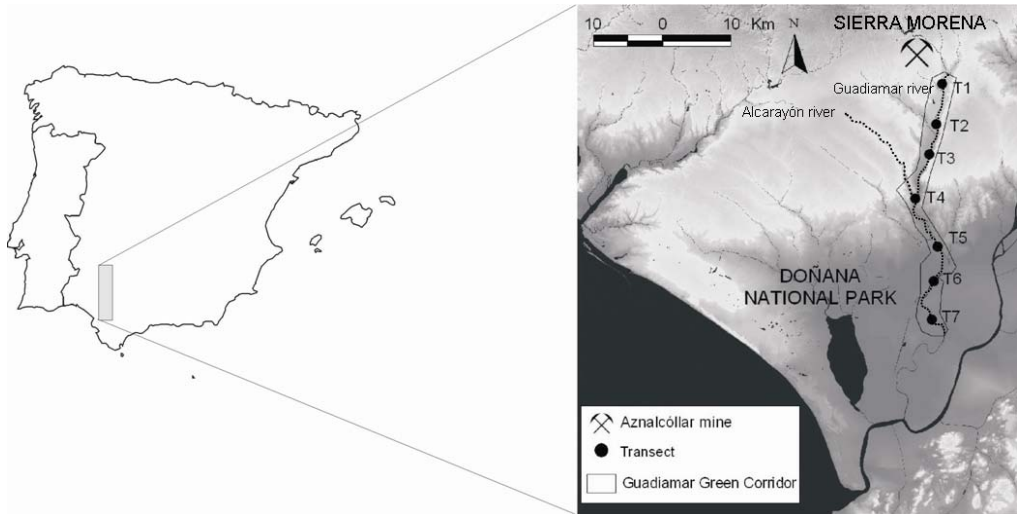 10 0 10 Km N
SIERRA MORENA
Guadiamar river
T1
Alcarayón river
T2
T3
T4
T5
DOÑANA
NATIONAL PARK
T6
T7
Aznalcóllar mine
Transect
Guadiamar Green Corridor